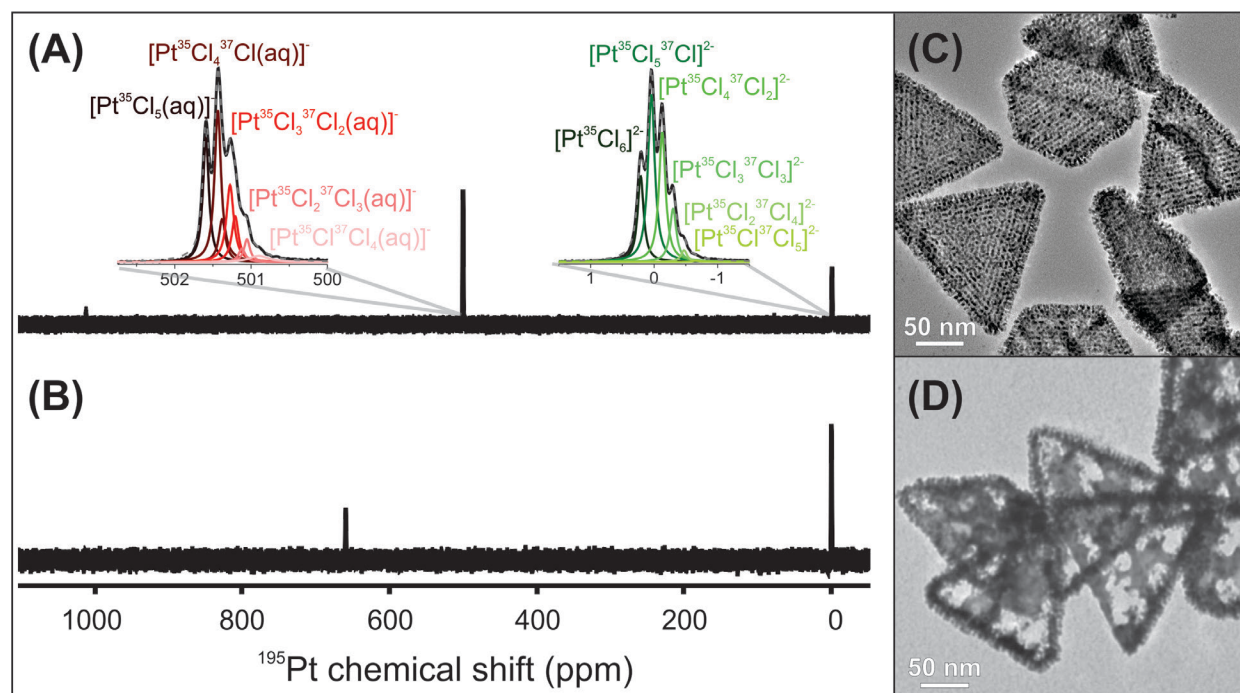 (A)
[Pt³⁵Cl₄³⁷Cl(aq)]⁻
[Pt³⁵Cl₅(aq)]⁻
[Pt³⁵Cl₃³⁷Cl₂(aq)]⁻
[Pt³⁵Cl₂³⁷Cl₃(aq)]⁻
[Pt³⁵Cl³⁷Cl₄(aq)]⁻
502 501 500
[Pt³⁵Cl₅³⁷Cl]²⁻
[Pt³⁵Cl₄³⁷Cl₂]²⁻
[Pt³⁵Cl₆]²⁻
[Pt³⁵Cl₃³⁷Cl₃]²⁻
[Pt³⁵Cl₂³⁷Cl₄]²⁻
[Pt³⁵Cl³⁷Cl₅]²⁻
1 0 -1
(B)
1000 800 600 400 200 0
¹⁹⁵Pt chemical shift (ppm)
(C)
50 nm
(D)
50 nm